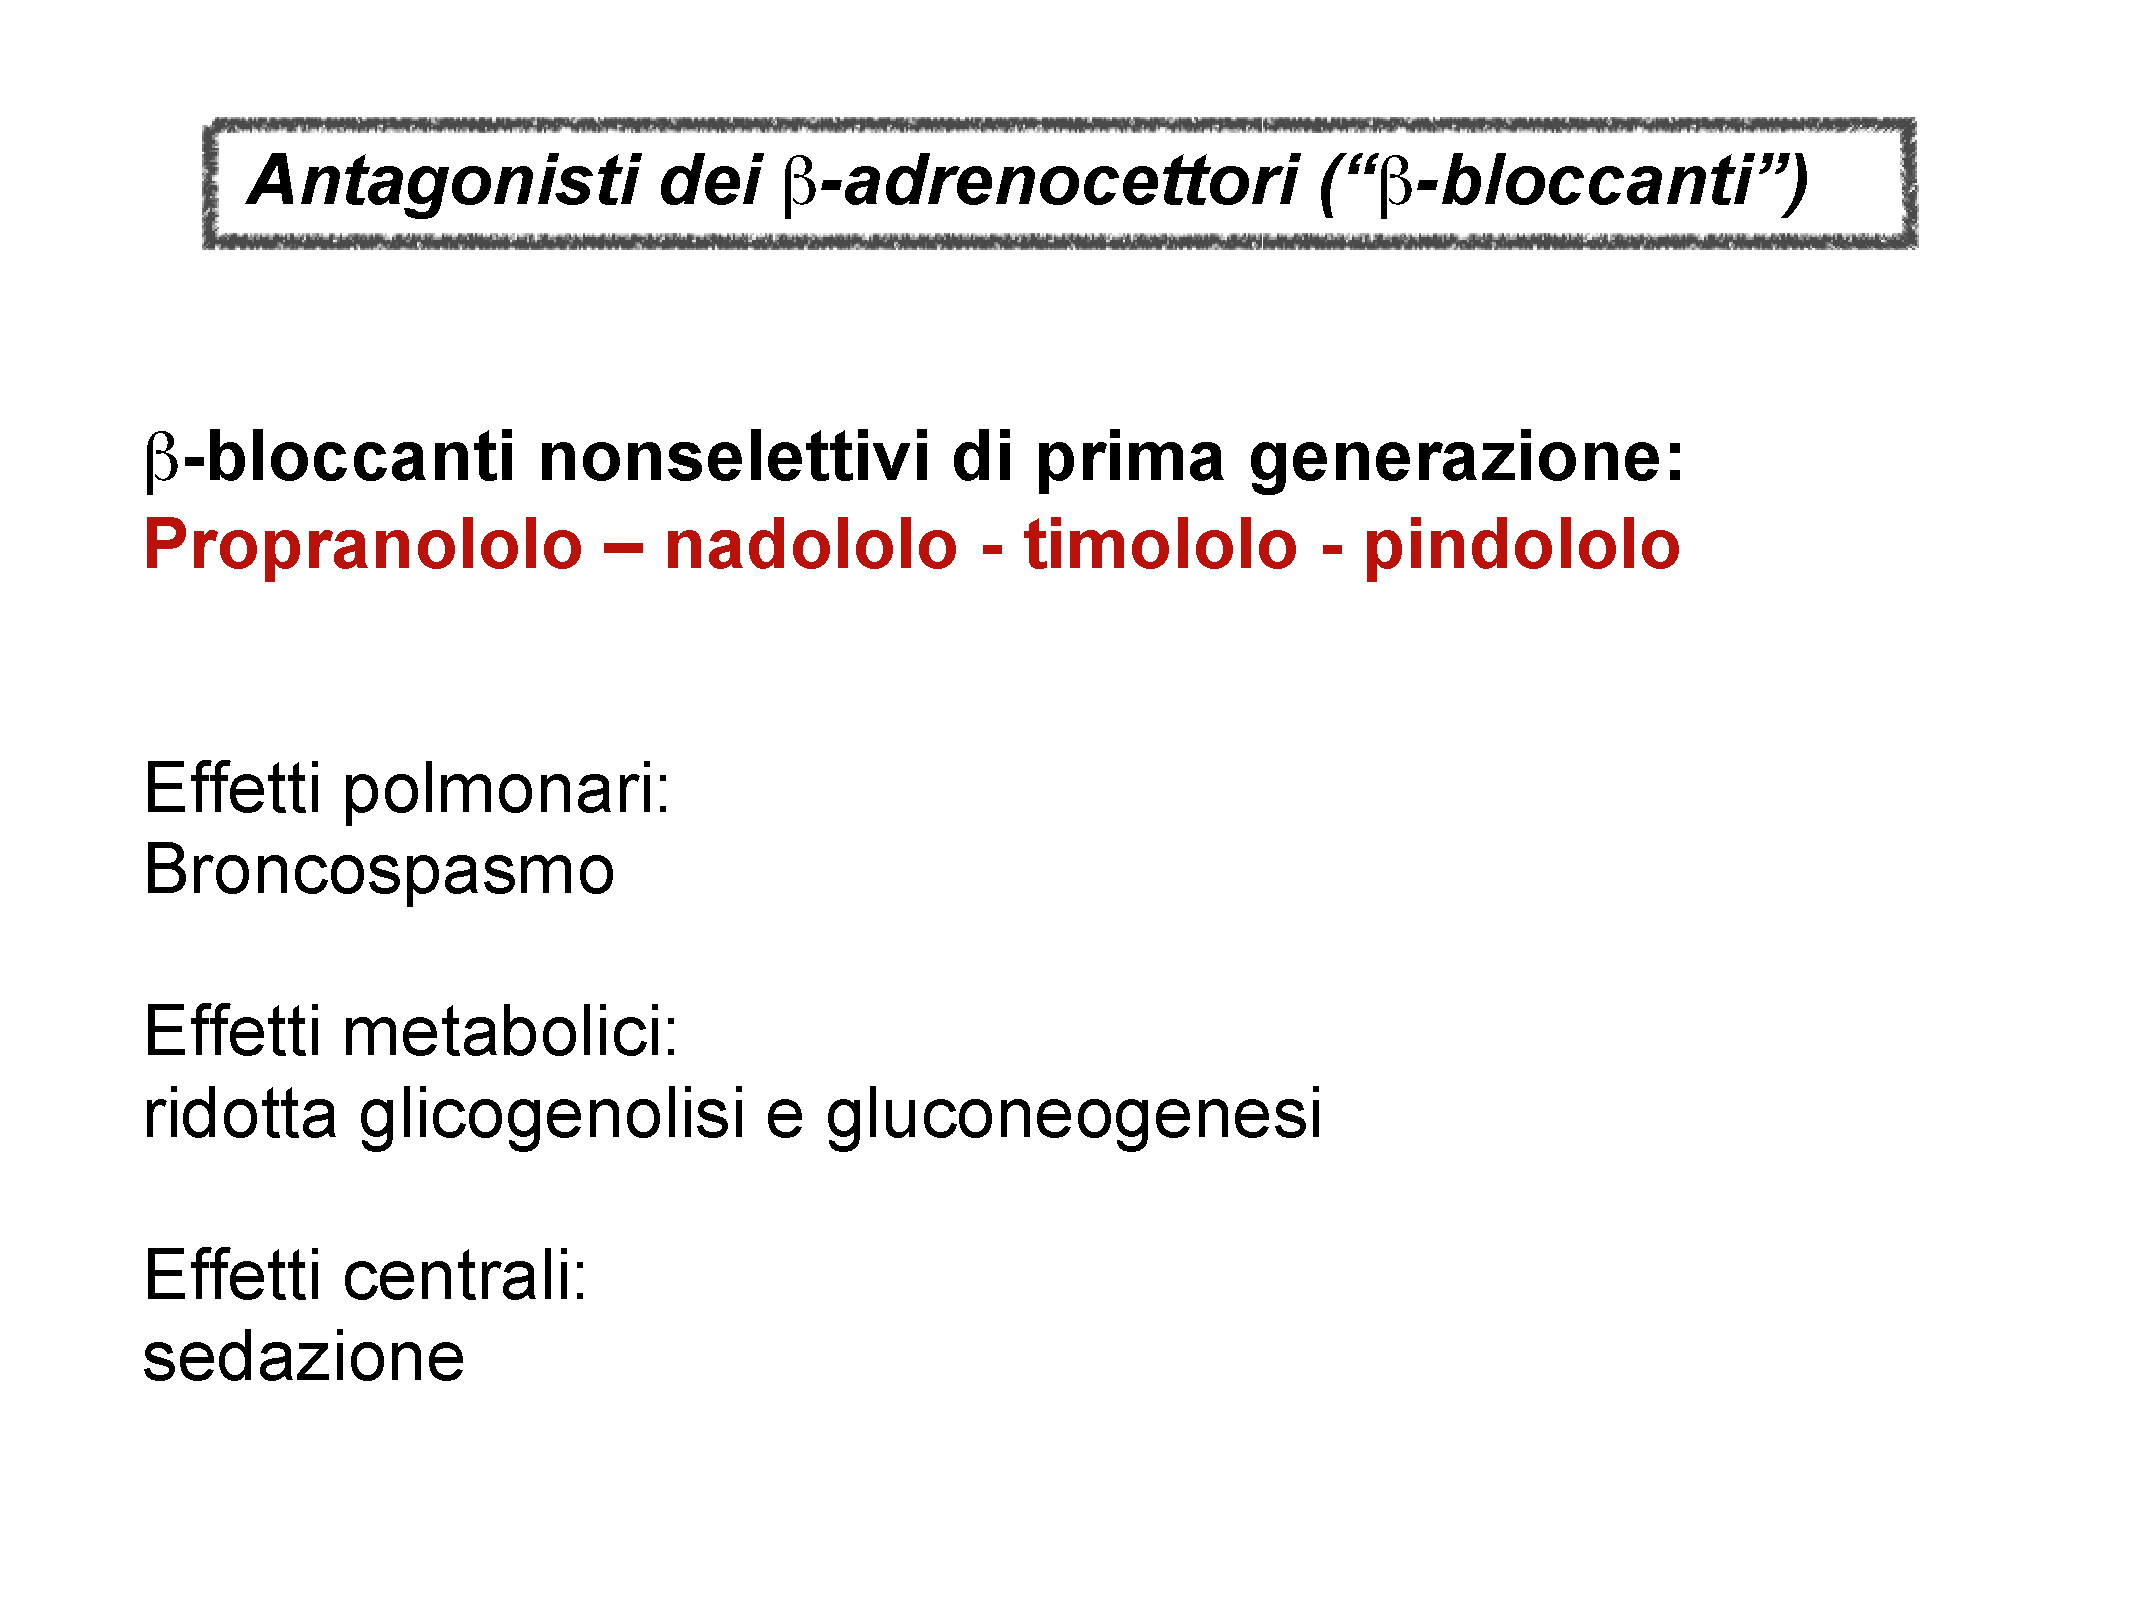 Antagonisti dei β-adrenocettori (“β-bloccanti”)
β-bloccanti nonselettivi di prima generazione:
Propranololo – nadololo - timololo - pindololo
Effetti polmonari:
Broncospasmo
Effetti metabolici:
ridotta glicogenolisi e gluconeogenesi
Effetti centrali:
sedazione